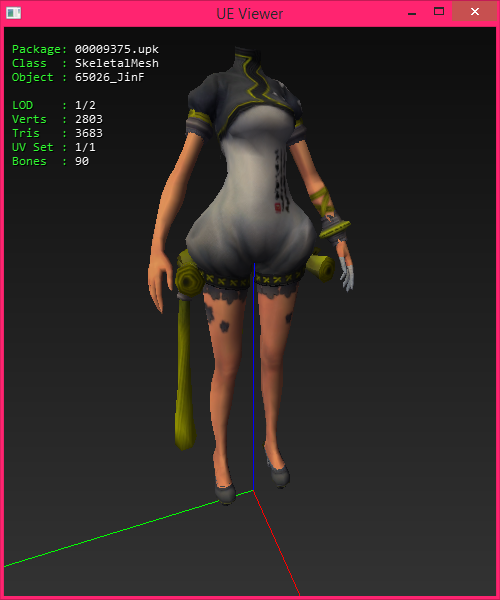 UE Viewer
Package: 00009375.upk
Class  : SkeletalMesh
Object : 65026_JinF
LOD    : 1/2
Verts  : 2803
Tris   : 3683
UV Set : 1/1
Bones  : 90